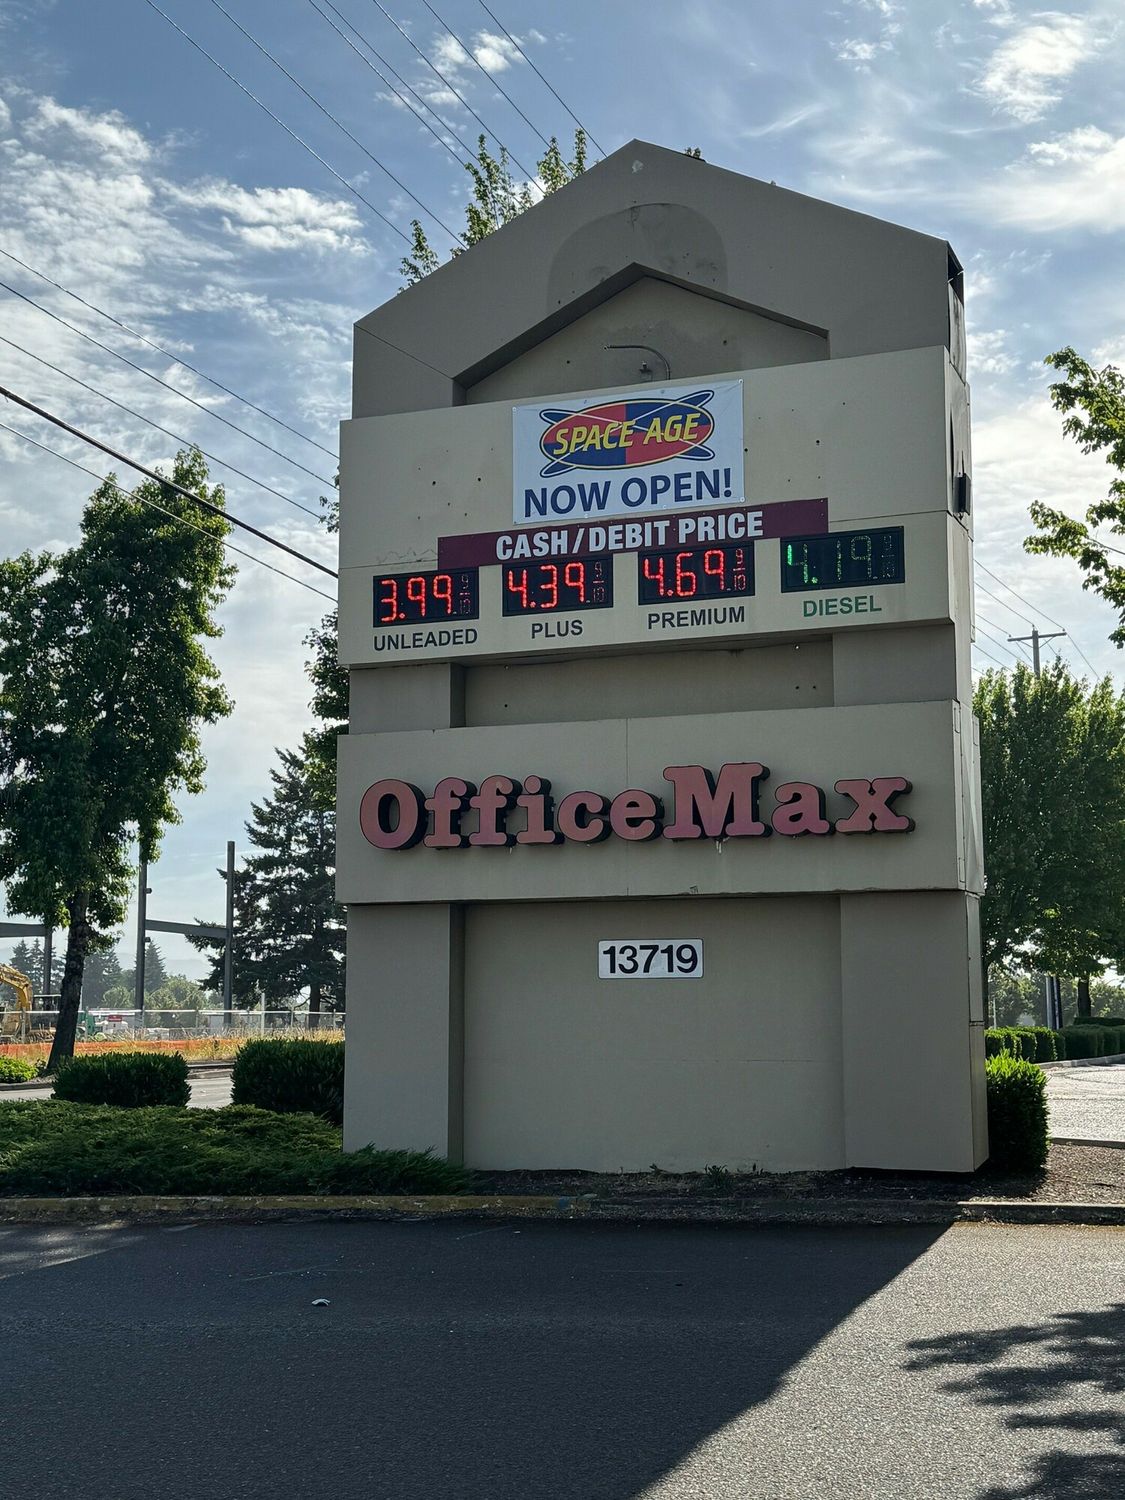 SPACE AGE
NOW OPEN!
CASH/DEBIT PRICE
3.99 9/10 4.39 9/10 4.69 9/10 4.19 9/10
UNLEADED PLUS PREMIUM DIESEL
OfficeMax
13719